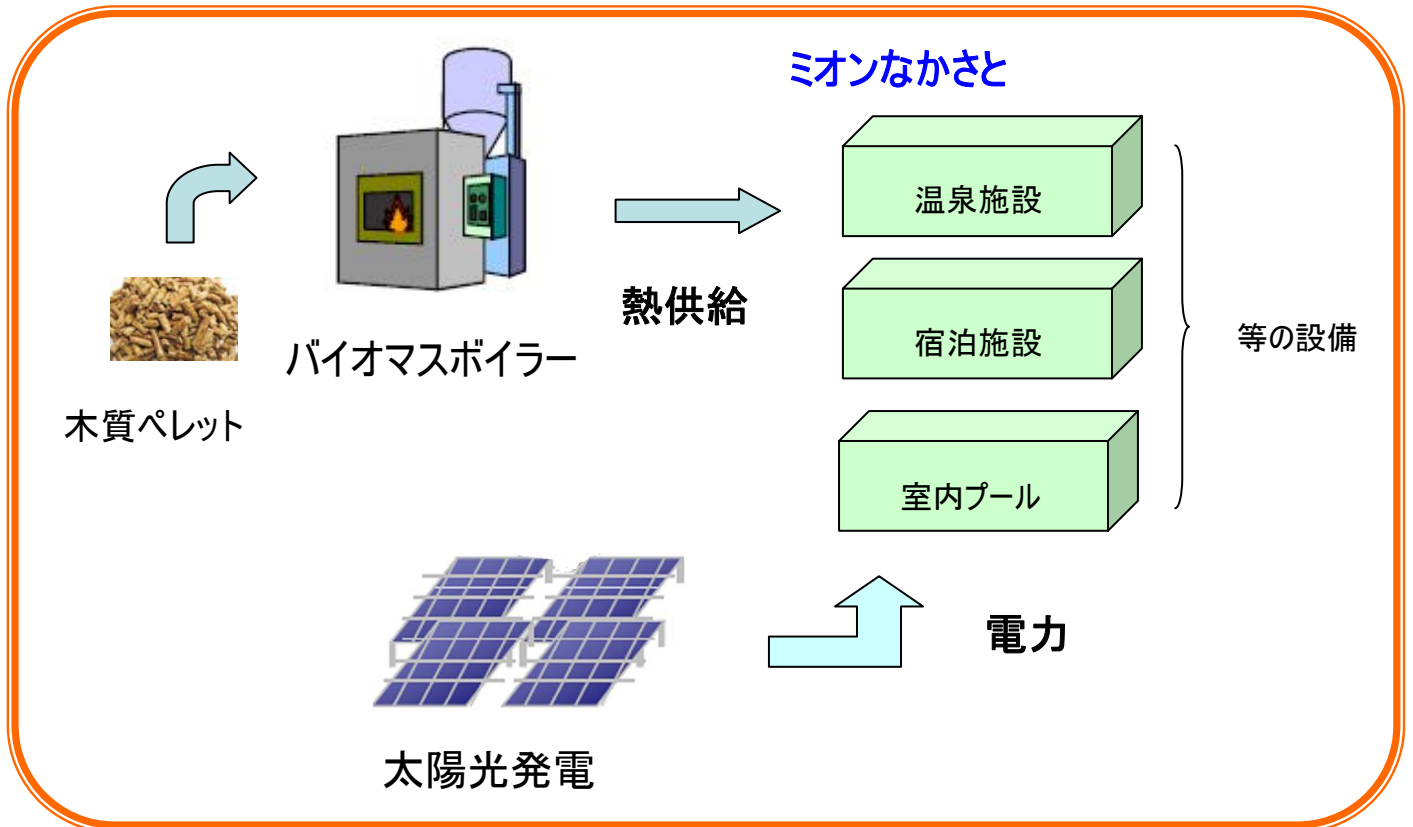 ミオンなかさと
温泉施設
熱供給
宿泊施設
等の設備
バイオマスボイラー
木質ペレット
室内プール
電力
太陽光発電